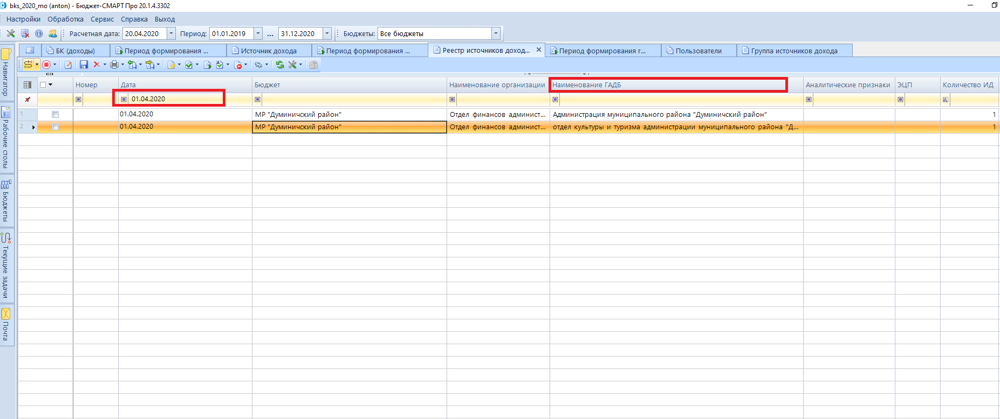 bks_2020_mo (anton) - Бюджет-СМАРТ Про 20.1.4.3302
Настройки Обработка Сервис Справка Выход
Расчетная дата: 20.04.2020 Период: 01.01.2019 ... 31.12.2020 Бюджеты: Все бюджеты
БК (доходы) Период формирования ... Источник дохода Период формирования ... Реестр источников доход... Период формирования г... Пользователи Группа источников дохода
Номер Дата Бюджет Наименование организации Наименование ГАДБ Аналитические признаки ЭЦП Количество ИД
01.04.2020
1 01.04.2020 МР "Думиничский район" Отдел финансов админист... Администрация муниципального района "Думиничский район" 1
2 01.04.2020 МР "Думиничский район" Отдел финансов админист... отдел культуры и туризма администрации муниципального района "Д... 1
Навигатор
Рабочие столы
Бюджеты
Текущие задачи
Почта